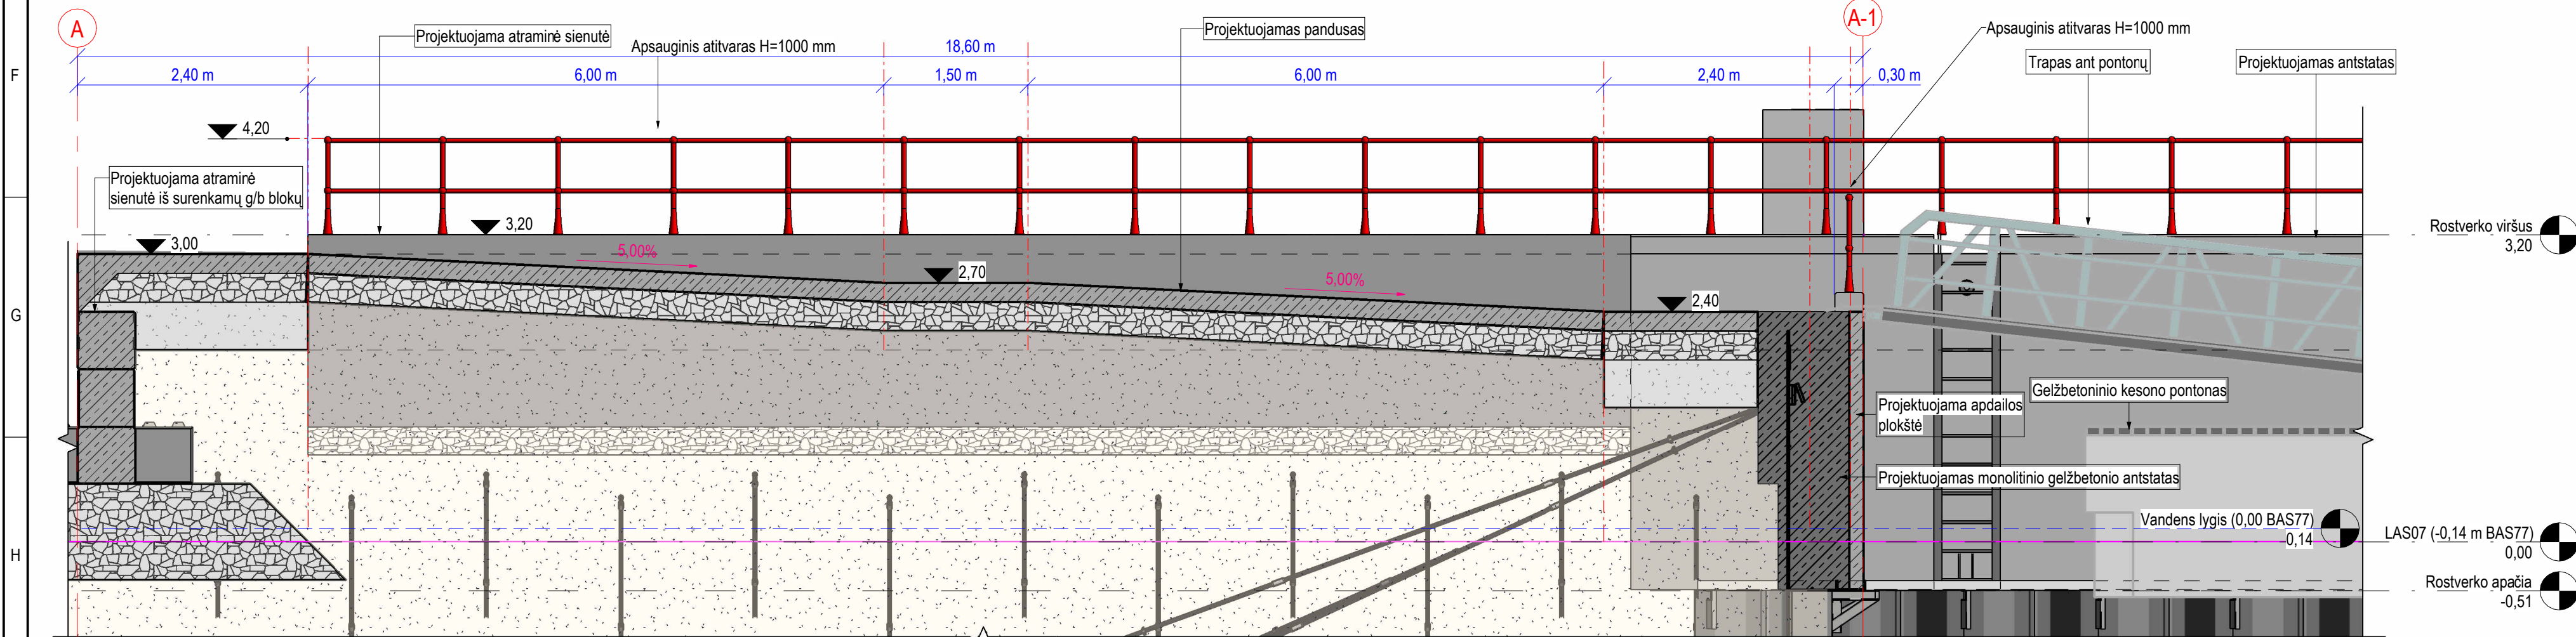 A
A-1
Projektuojama atraminė sienutė
Apsauginis atitvaras H=1000 mm
18,60 m
Projektuojamas pandusas
Apsauginis atitvaras H=1000 mm
Trapas ant pontonų
Projektuojamas antstatas
F
2,40 m
6,00 m
1,50 m
6,00 m
2,40 m
0,30 m
4,20
Projektuojama atraminė
sienutė iš surenkamų g/b blokų
3,20
3,00
5,00%
2,70
5,00%
2,40
Rostverko viršus
3,20
G
Projektuojama apdailos
plokštė
Gelžbetoninio kesono pontonas
Projektuojamas monolitinio gelžbetonio antstatas
Vandens lygis (0,00 BAS77)
0,14
LAS07 (-0,14 m BAS77)
0,00
H
Rostverko apačia
-0,51